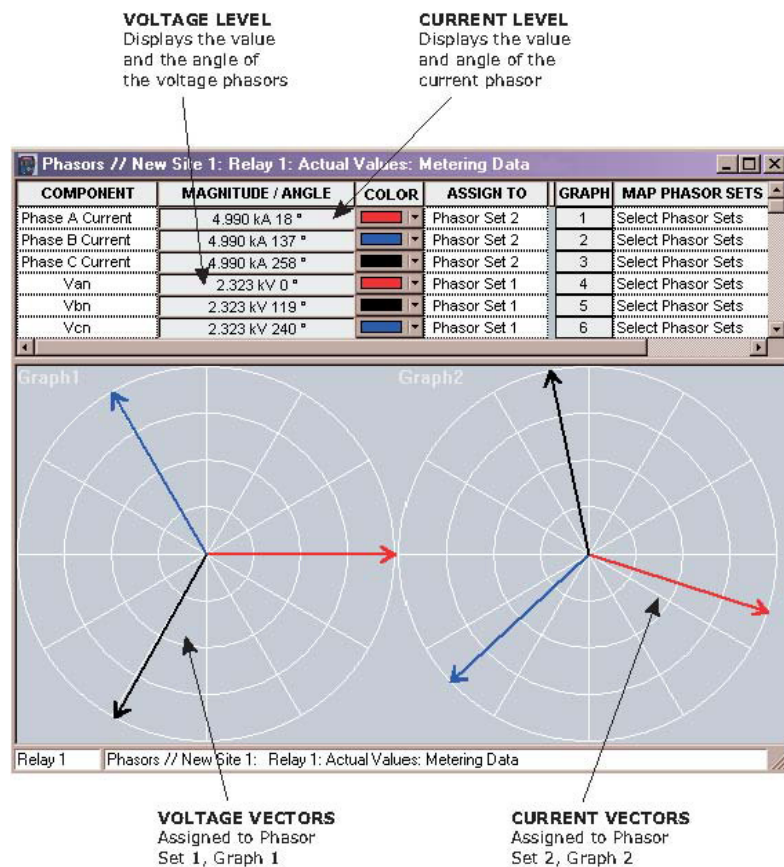 VOLTAGE LEVEL
Displays the value
and the angle of
the voltage phasors
CURRENT LEVEL
Displays the value
and angle of the
current phasor
Phasors // New Site 1: Relay 1: Actual Values: Metering Data
COMPONENT MAGNITUDE / ANGLE COLOR ASSIGN TO GRAPH MAP PHASOR SETS
Phase A Current 4.990 kA 18 ° Phasor Set 2 1 Select Phasor Sets
Phase B Current 4.990 kA 137 ° Phasor Set 2 2 Select Phasor Sets
Phase C Current 4.990 kA 258 ° Phasor Set 2 3 Select Phasor Sets
Van 2.323 kV 0 ° Phasor Set 1 4 Select Phasor Sets
Vbn 2.323 kV 119 ° Phasor Set 1 5 Select Phasor Sets
Vcn 2.323 kV 240 ° Phasor Set 1 6 Select Phasor Sets
Graph1
Graph2
Relay 1 Phasors // New Site 1: Relay 1: Actual Values: Metering Data
VOLTAGE VECTORS
Assigned to Phasor
Set 1, Graph 1
CURRENT VECTORS
Assigned to Phasor
Set 2, Graph 2